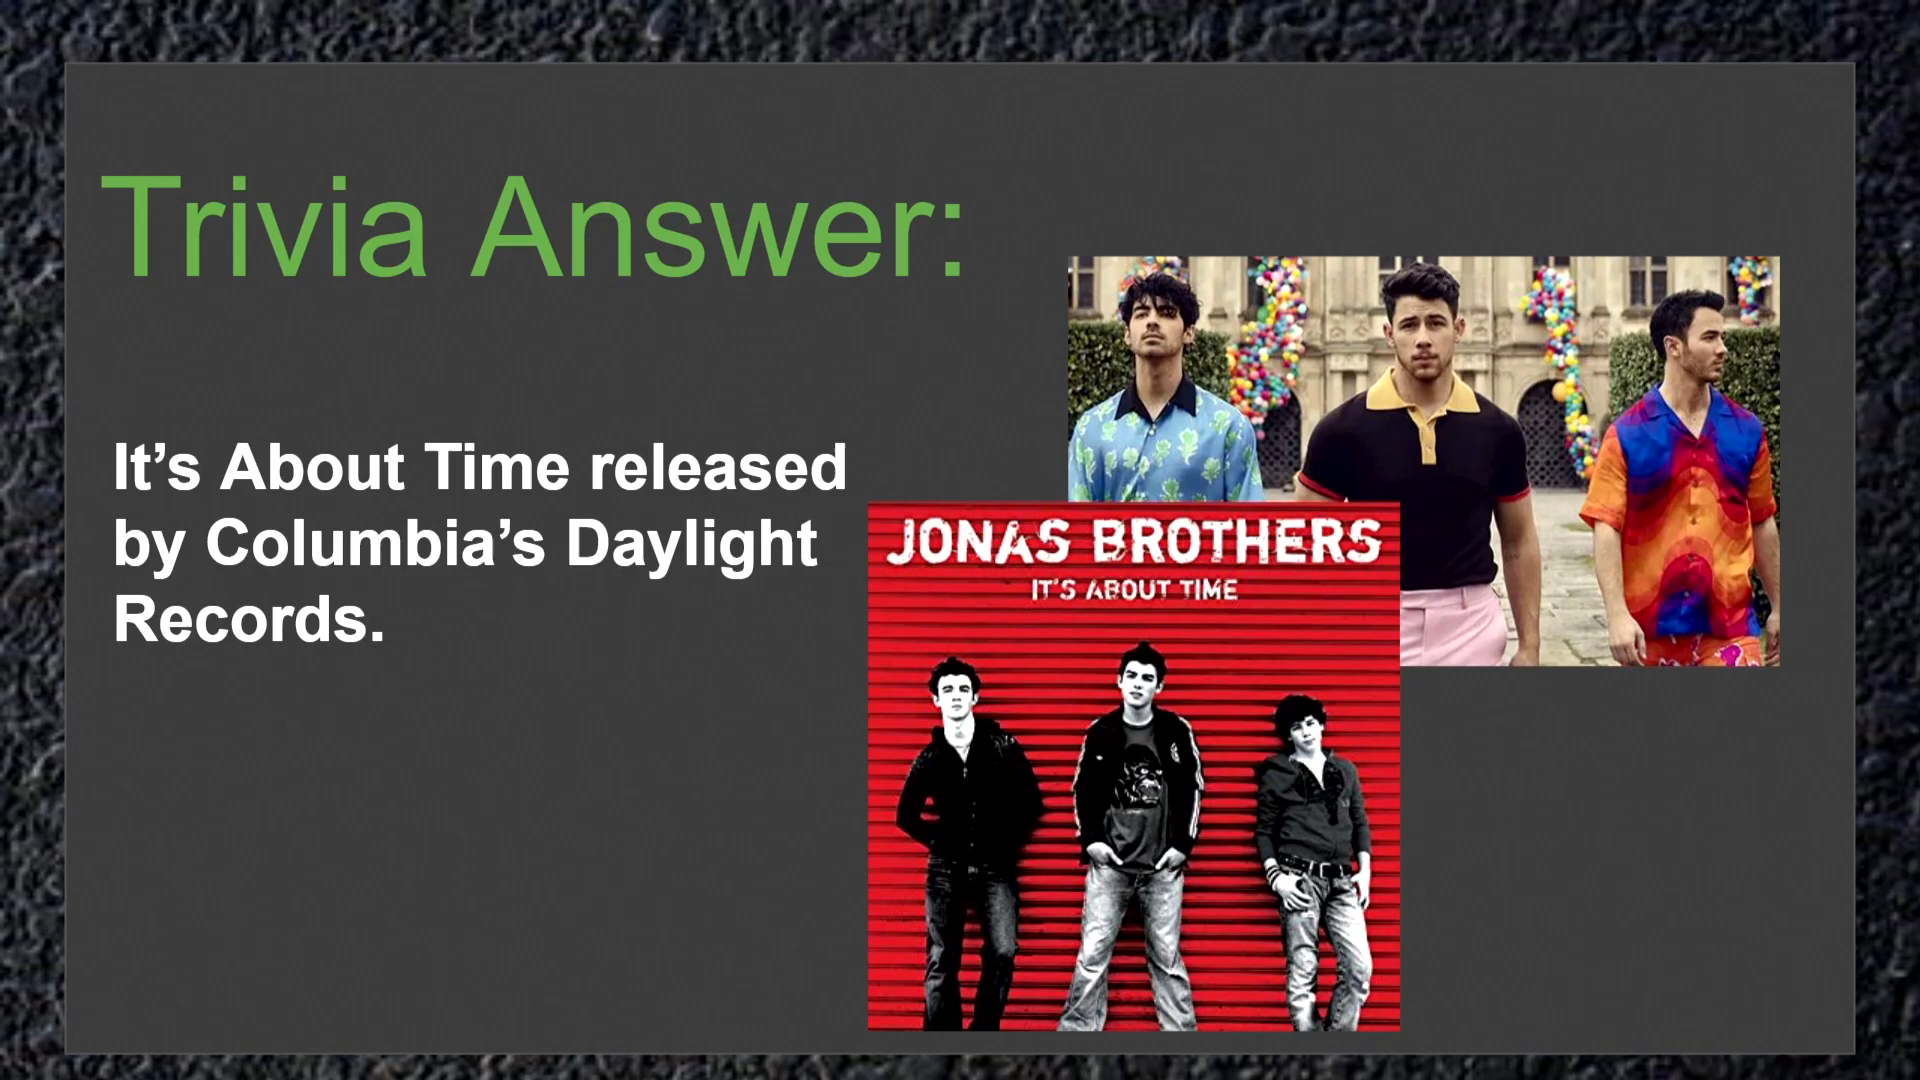 Trivia Answer:
It’s About Time released
by Columbia’s Daylight
Records.
JONAS BROTHERS
IT'S ABOUT TIME